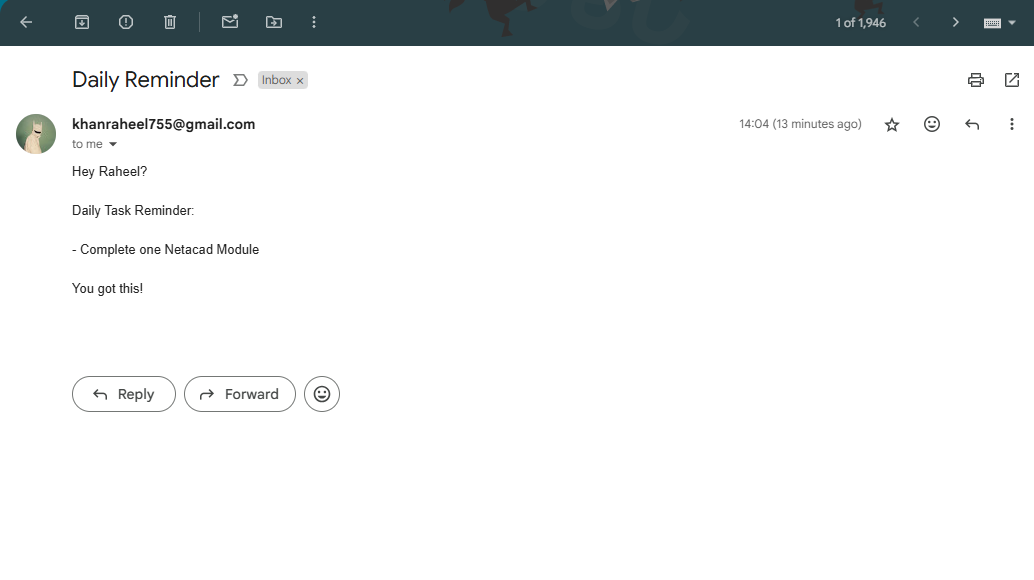 1 of 1,946
Daily Reminder Inbox ×
khanraheel755@gmail.com 14:04 (13 minutes ago)
to me
Hey Raheel?
Daily Task Reminder:
- Complete one Netacad Module
You got this!
Reply Forward